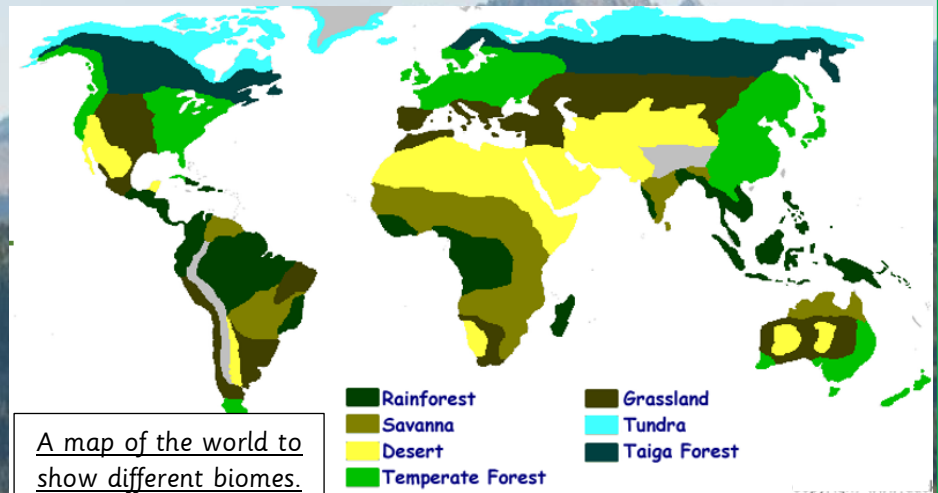 Rainforest
Savanna
Desert
Temperate Forest
Grassland
Tundra
Taiga Forest
A map of the world to
show different biomes.